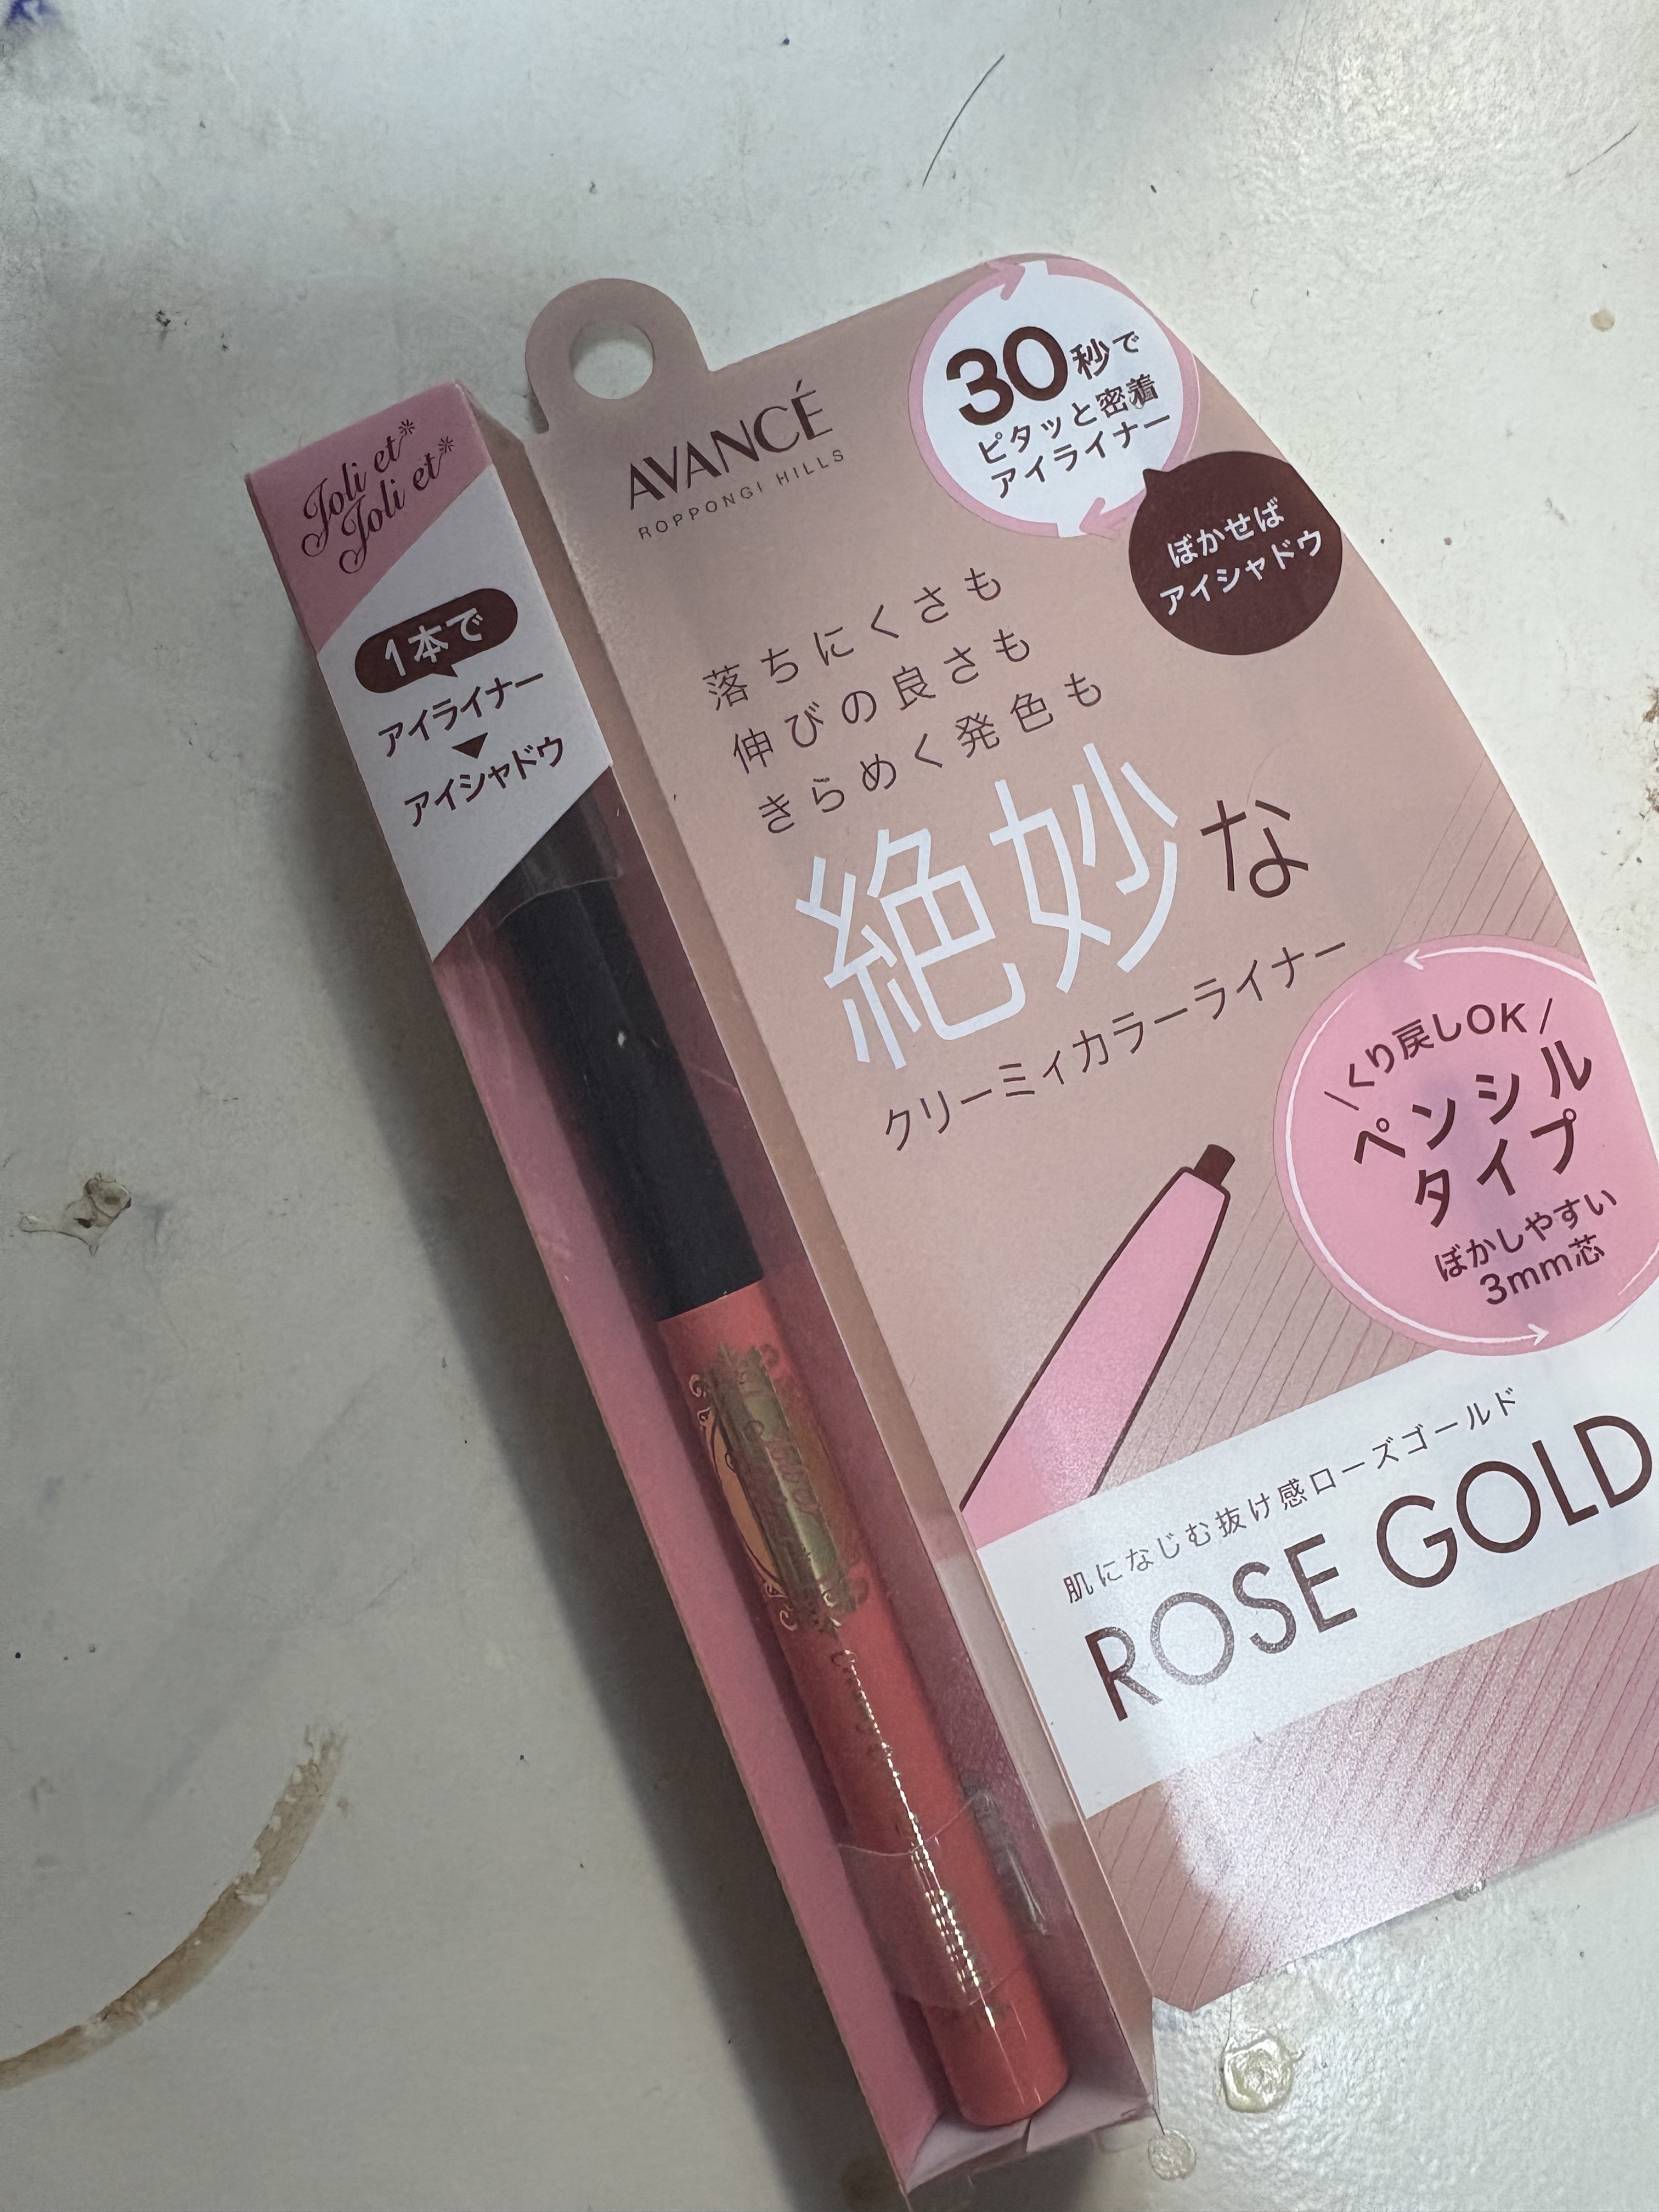 Joli et
Joli et
1本で
アイライナー
アイシャドウ
AVANCÉ
ROPPONGI HILLS
30秒で
ピタッと密着
アイライナー
ぼかせば
アイシャドウ
落ちにくさも
伸びの良さも
きらめく発色も
絶妙な
クリーミィカラーライナー
くり戻しOK
ペンシル
タイプ
ぼかしやすい
3mm芯
肌になじむ抜け感ローズゴールド
ROSE GOLD